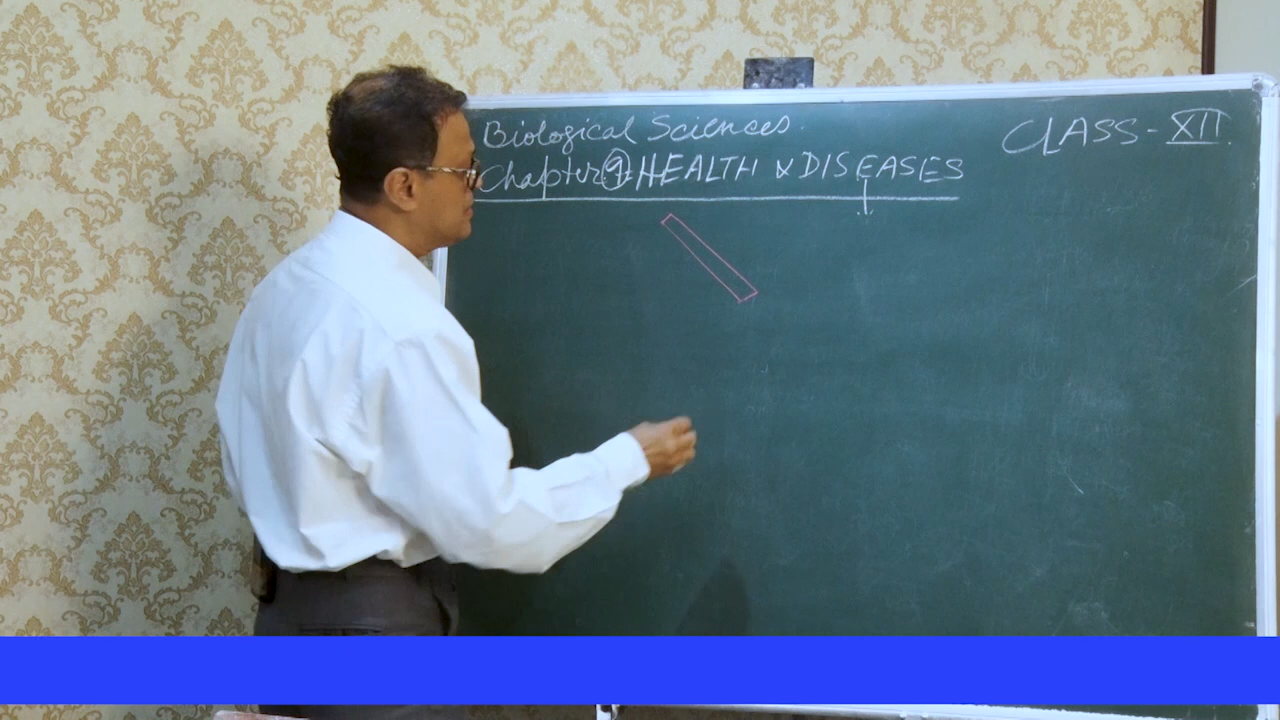 Biological Sciences.
CLASS - XII
Chapter 9 HEALTH & DISEASES